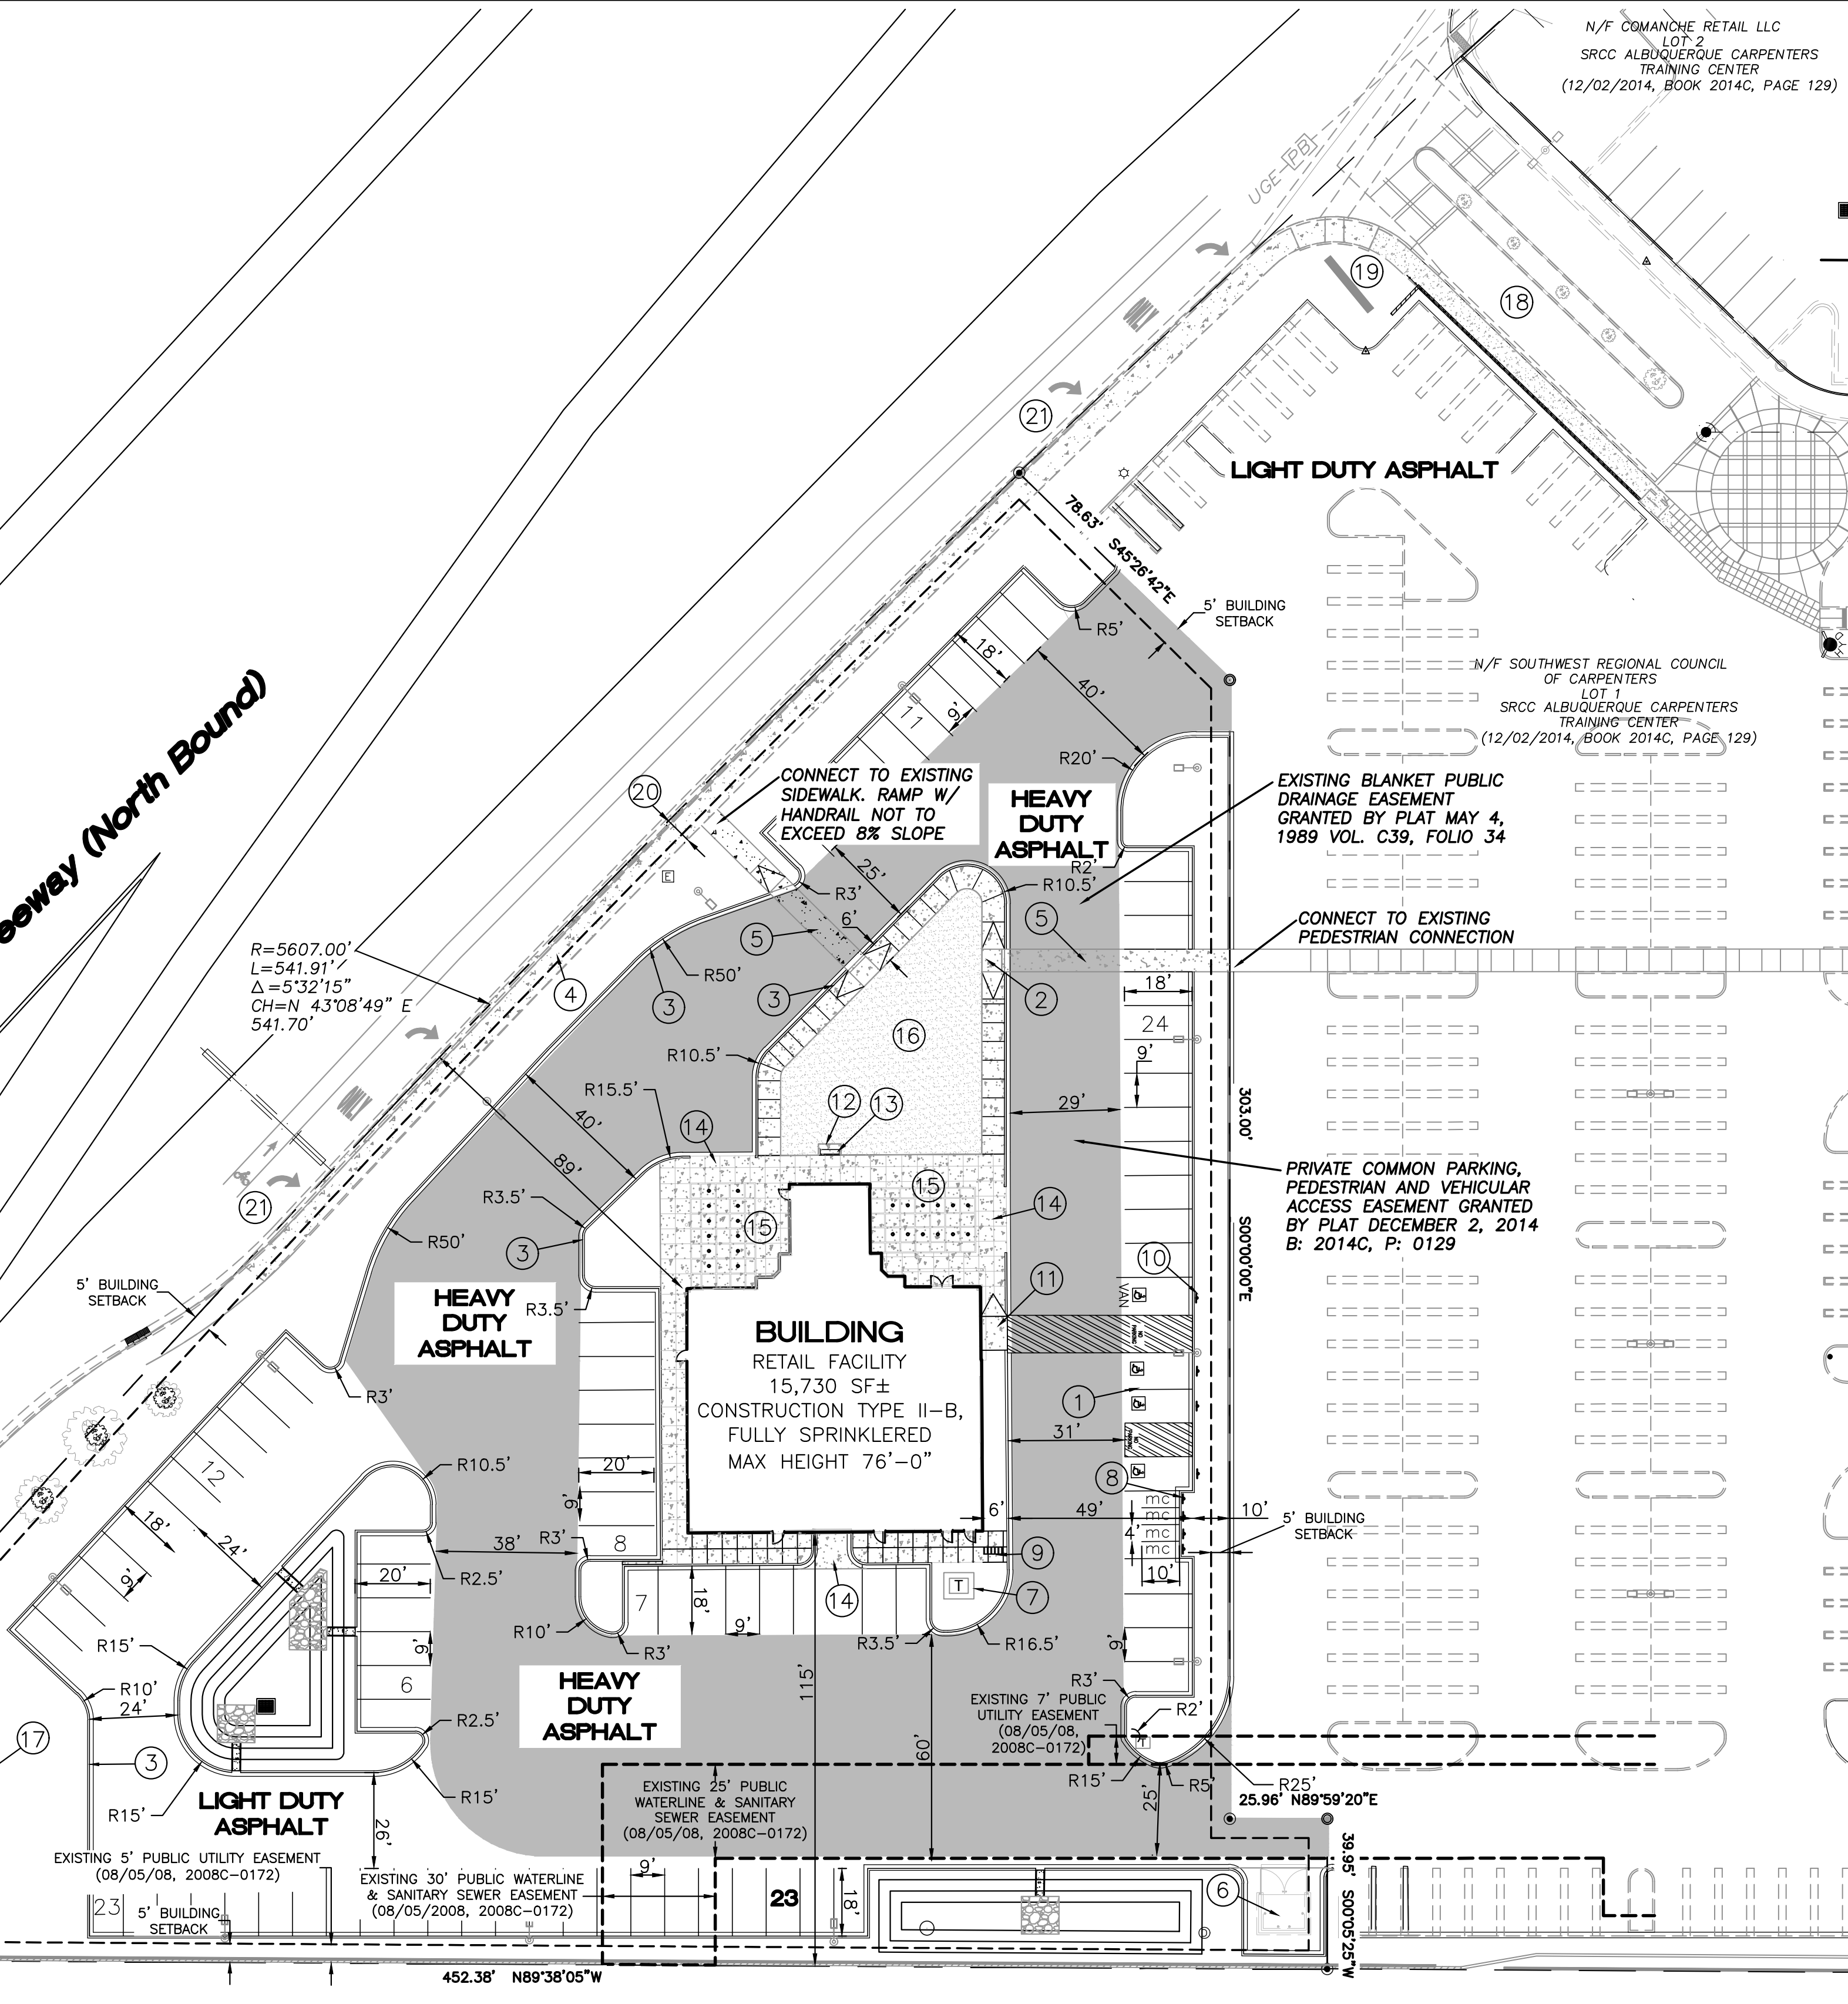 N/F COMANCHE RETAIL LLC
LOT 2
SRCC ALBUQUERQUE CARPENTERS
TRAINING CENTER
(12/02/2014, BOOK 2014C, PAGE 129)
UGE
PB
19
18
21
LIGHT DUTY ASPHALT
78.63'
S45°26'42"E
5' BUILDING
SETBACK
R5'
18'
40'
11
9'
N/F SOUTHWEST REGIONAL COUNCIL
OF CARPENTERS
LOT 1
SRCC ALBUQUERQUE CARPENTERS
TRAINING CENTER
(12/02/2014, BOOK 2014C, PAGE 129)
eeway (North Bound)
R20'
20
CONNECT TO EXISTING
SIDEWALK. RAMP W/
HANDRAIL NOT TO
EXCEED 8% SLOPE
HEAVY
DUTY
ASPHALT
EXISTING BLANKET PUBLIC
DRAINAGE EASEMENT
GRANTED BY PLAT MAY 4,
1989 VOL. C39, FOLIO 34
R2'
25'
E
R3'
R10.5'
6'
5
5
CONNECT TO EXISTING
PEDESTRIAN CONNECTION
R=5607.00'
L=541.91'
Δ=5°32'15"
CH=N 43°08'49" E
541.70'
R50'
4
3
3
2
18'
24
16
R10.5'
9'
R15.5'
12
13
29'
303.00'
40'
14
89'
PRIVATE COMMON PARKING,
PEDESTRIAN AND VEHICULAR
ACCESS EASEMENT GRANTED
BY PLAT DECEMBER 2, 2014
B: 2014C, P: 0129
15
15
14
R3.5'
21
S00°00'00"E
R50'
3
5' BUILDING
SETBACK
10
11
VAN
HEAVY
DUTY
ASPHALT
R3.5'
BUILDING
RETAIL FACILITY
15,730 SF±
CONSTRUCTION TYPE II-B,
FULLY SPRINKLERED
MAX HEIGHT 76'-0"
NO
PARKING
R3'
1
31'
NO
PARKING
R10.5'
20'
12
8
9'
mc
mc
mc
mc
6'
49'
10'
4'
5' BUILDING
SETBACK
18'
24'
38'
R3'
8
9
10'
9'
20'
R2.5'
T
7
14
18'
7
9'
9'
R10'
R3.5'
R16.5'
R3'
9'
R15'
6
R10'
24'
HEAVY
DUTY
ASPHALT
115'
R3'
EXISTING 7' PUBLIC
UTILITY EASEMENT
(08/05/08,
2008C-0172)
R2'
T
R2.5'
17
3
60'
R15'
R5'
R25'
25.96' N89°59'20"E
25'
R15'
LIGHT DUTY
ASPHALT
R15'
26'
EXISTING 25' PUBLIC
WATERLINE & SANITARY
SEWER EASEMENT
(08/05/08, 2008C-0172)
EXISTING 5' PUBLIC UTILITY EASEMENT
(08/05/08, 2008C-0172)
EXISTING 30' PUBLIC WATERLINE
& SANITARY SEWER EASEMENT
(08/05/2008, 2008C-0172)
9'
23
18'
6
39.95'
S00°05'25"W
23
5' BUILDING
SETBACK
452.38' N89°38'05"W